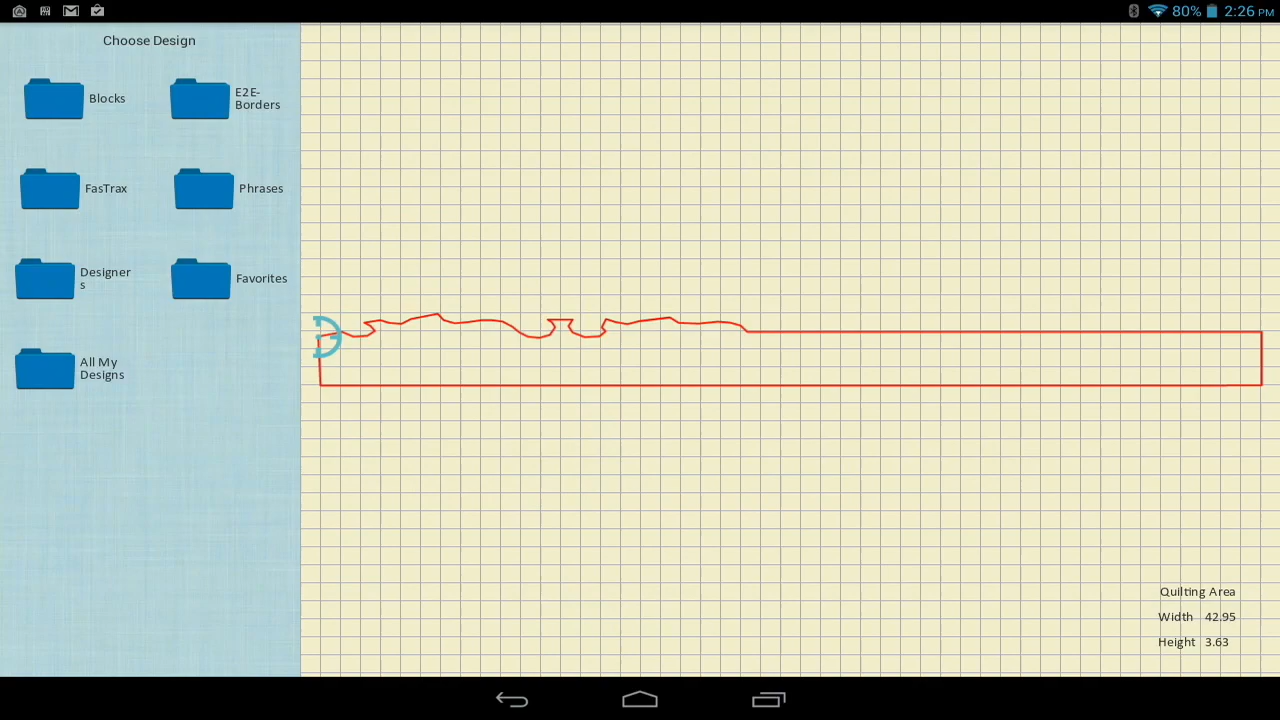 80% 2:26 PM
Choose Design
Blocks
E2E-
Borders
FasTrax
Phrases
Designer
s
Favorites
All My
Designs
Quilting Area
Width 42.95
Height 3.63